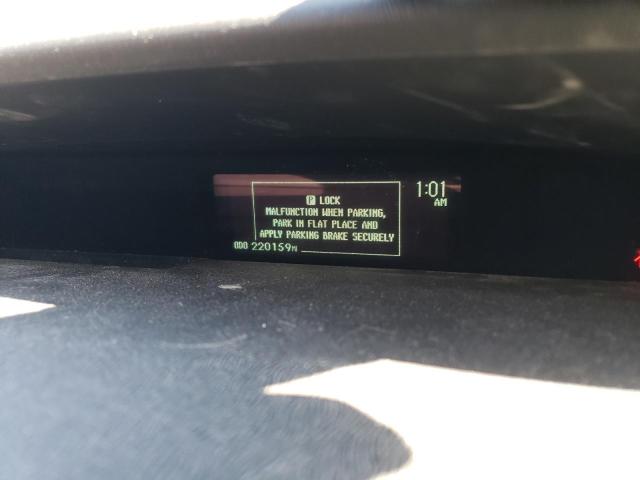 P LOCK
MALFUNCTION WHEN PARKING,
PARK IN FLAT PLACE AND
APPLY PARKING BRAKE SECURELY
1:01
AM
ODO 220159MI